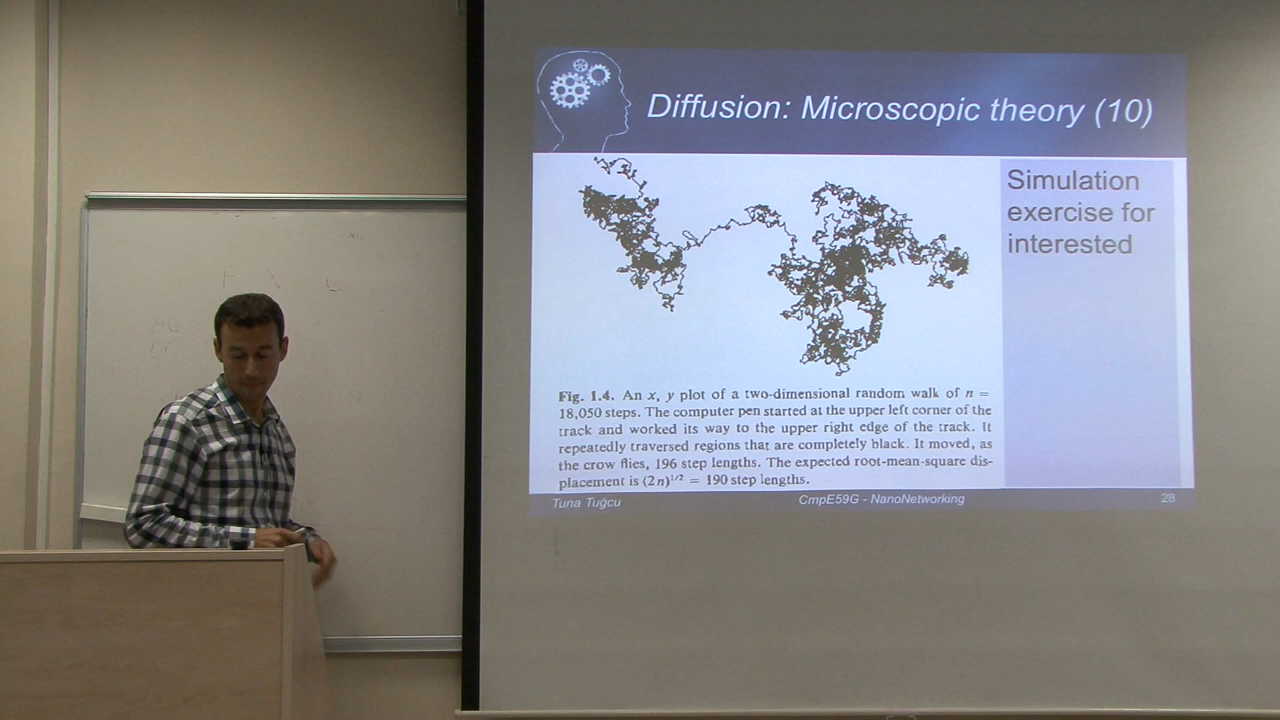 Diffusion: Microscopic theory (10)
Simulation
exercise for
interested
Fig. 1.4. An x, y plot of a two-dimensional random walk of n =
18,050 steps. The computer pen started at the upper left corner of the
track and worked its way to the upper right edge of the track. It
repeatedly traversed regions that are completely black. It moved, as
the crow flies, 196 step lengths. The expected root-mean-square dis-
placement is (2n)^1/2 = 190 step lengths.
Tuna Tuğcu
CmpE59G - NanoNetworking
28